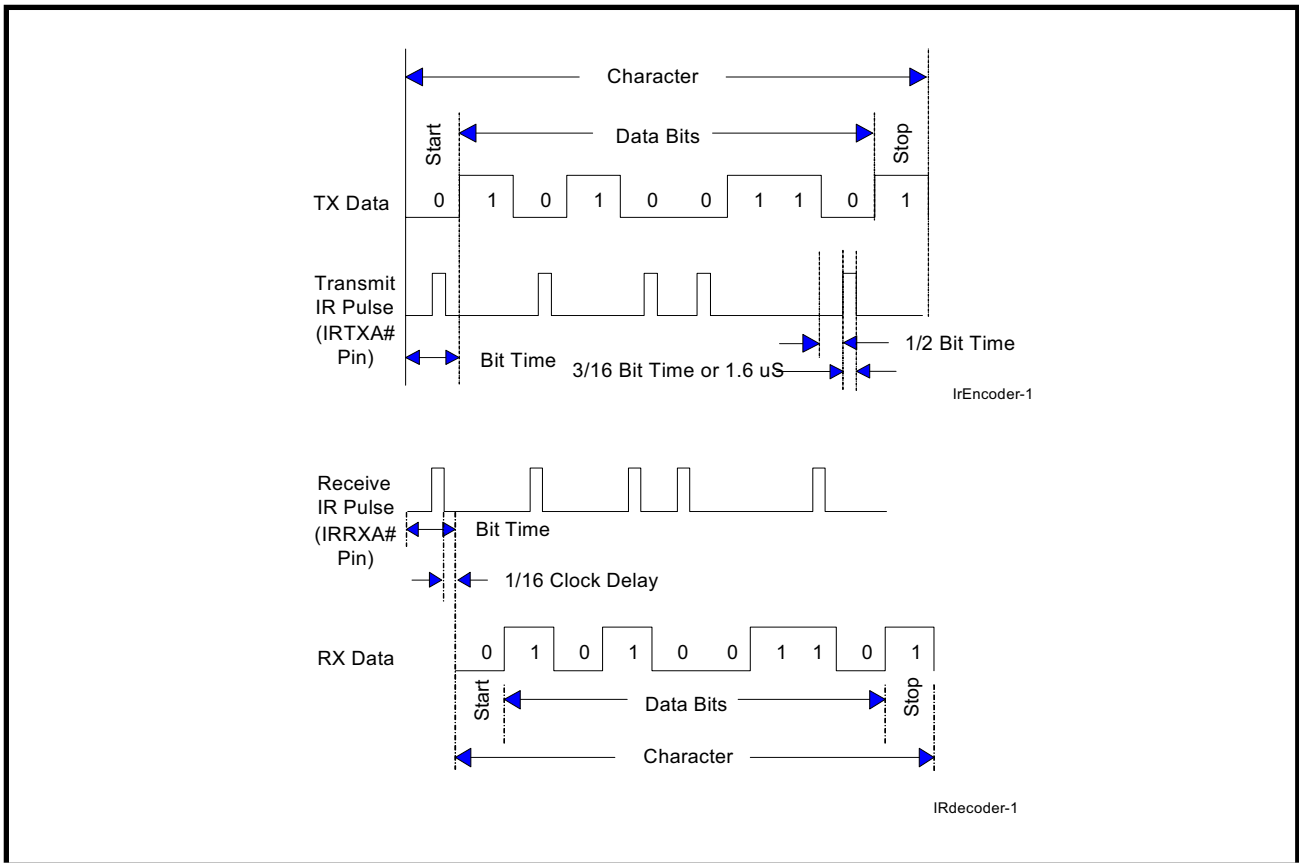 Character
Start
Data Bits
Stop
TX Data
0 1 0 1 0 0 1 1 0 1
Transmit
IR Pulse
(IRTXA#
Pin)
Bit Time
1/2 Bit Time
3/16 Bit Time or 1.6 uS
IrEncoder-1
Receive
IR Pulse
(IRRXA#
Pin)
Bit Time
1/16 Clock Delay
RX Data
0 1 0 1 0 0 1 1 0 1
Start
Data Bits
Stop
Character
IRdecoder-1